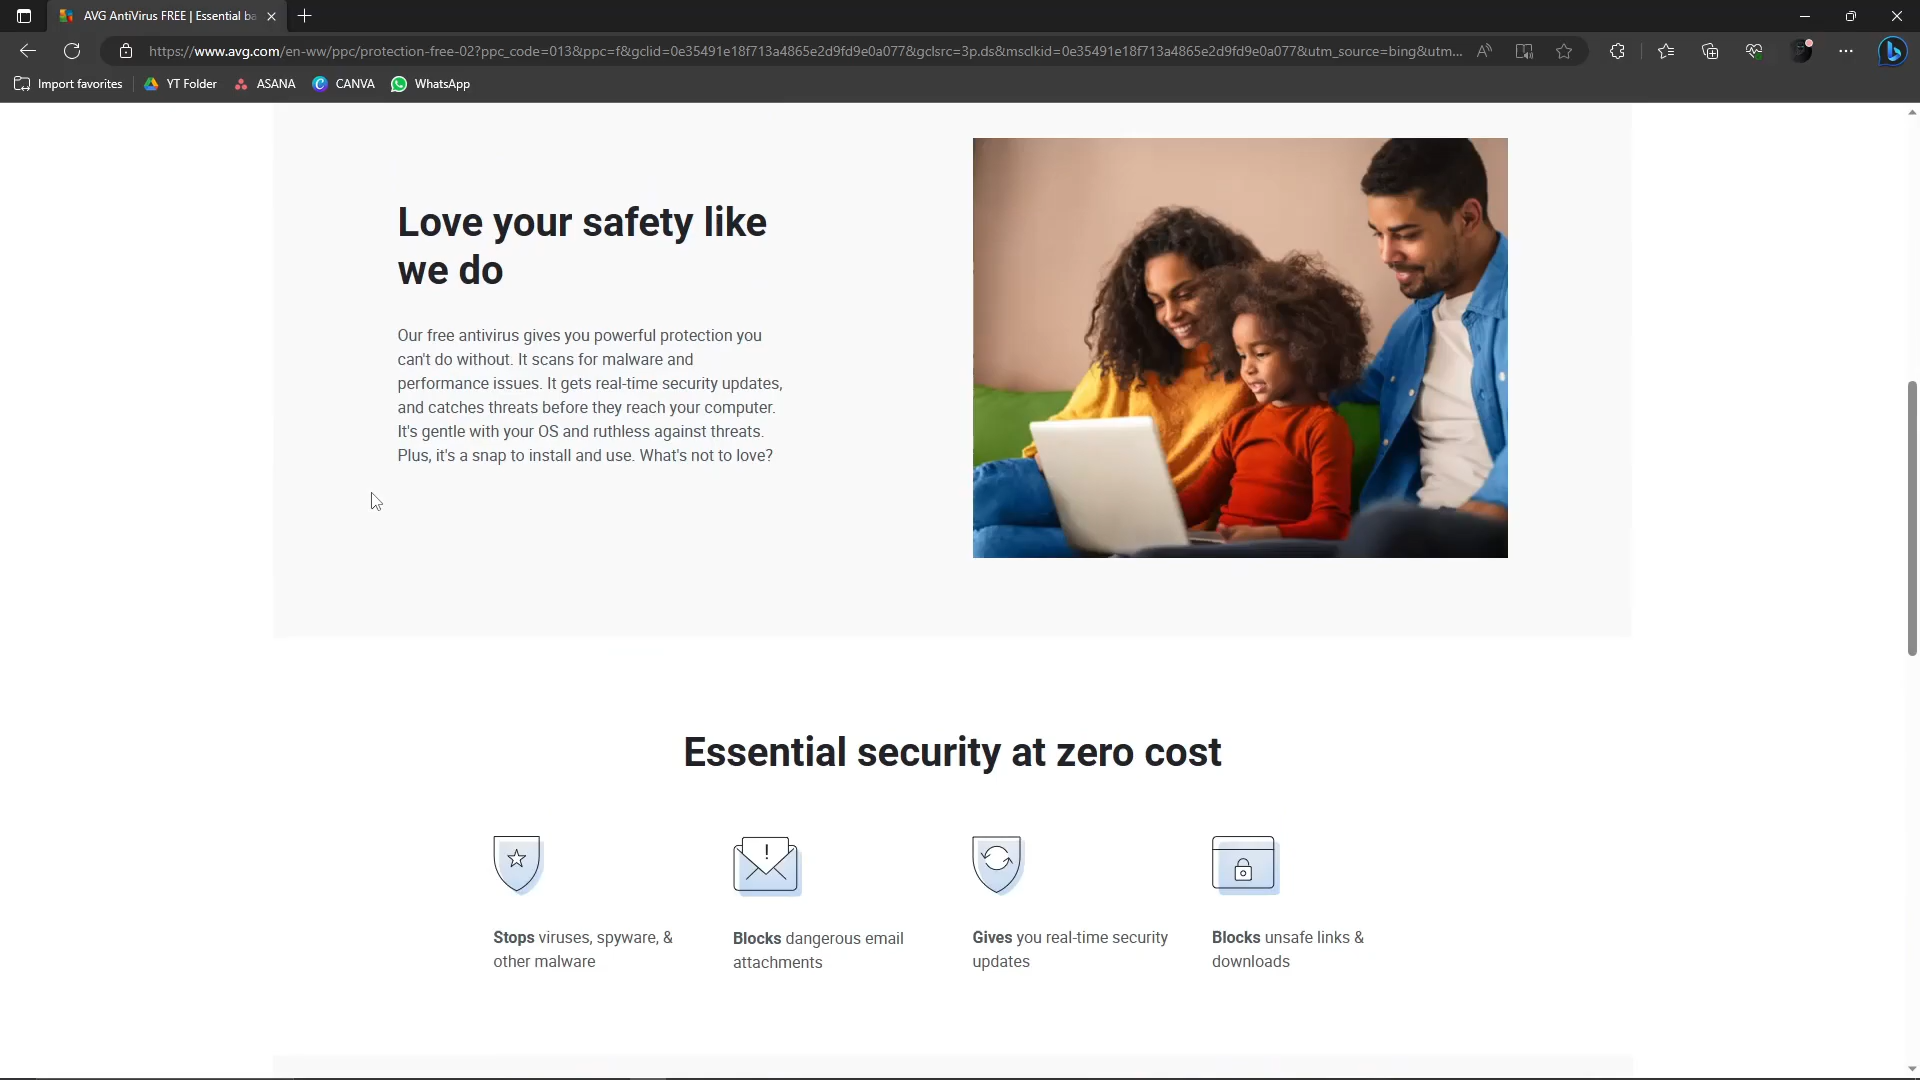 AVG AntiVirus FREE | Essential ba
https://www.avg.com/en-ww/ppc/protection-free-02?ppc_code=013&ppc=f&gclid=0e35491e18f713a4865e2d9fd9e0a077&gclsrc=3p.ds&msclkid=0e35491e18f713a4865e2d9fd9e0a077&utm_source=bing&utm...
Import favorites YT Folder ASANA CANVA WhatsApp
Love your safety like
we do
Our free antivirus gives you powerful protection you
can't do without. It scans for malware and
performance issues. It gets real-time security updates,
and catches threats before they reach your computer.
It's gentle with your OS and ruthless against threats.
Plus, it's a snap to install and use. What's not to love?
Essential security at zero cost
Stops viruses, spyware, &
other malware
Blocks dangerous email
attachments
Gives you real-time security
updates
Blocks unsafe links &
downloads